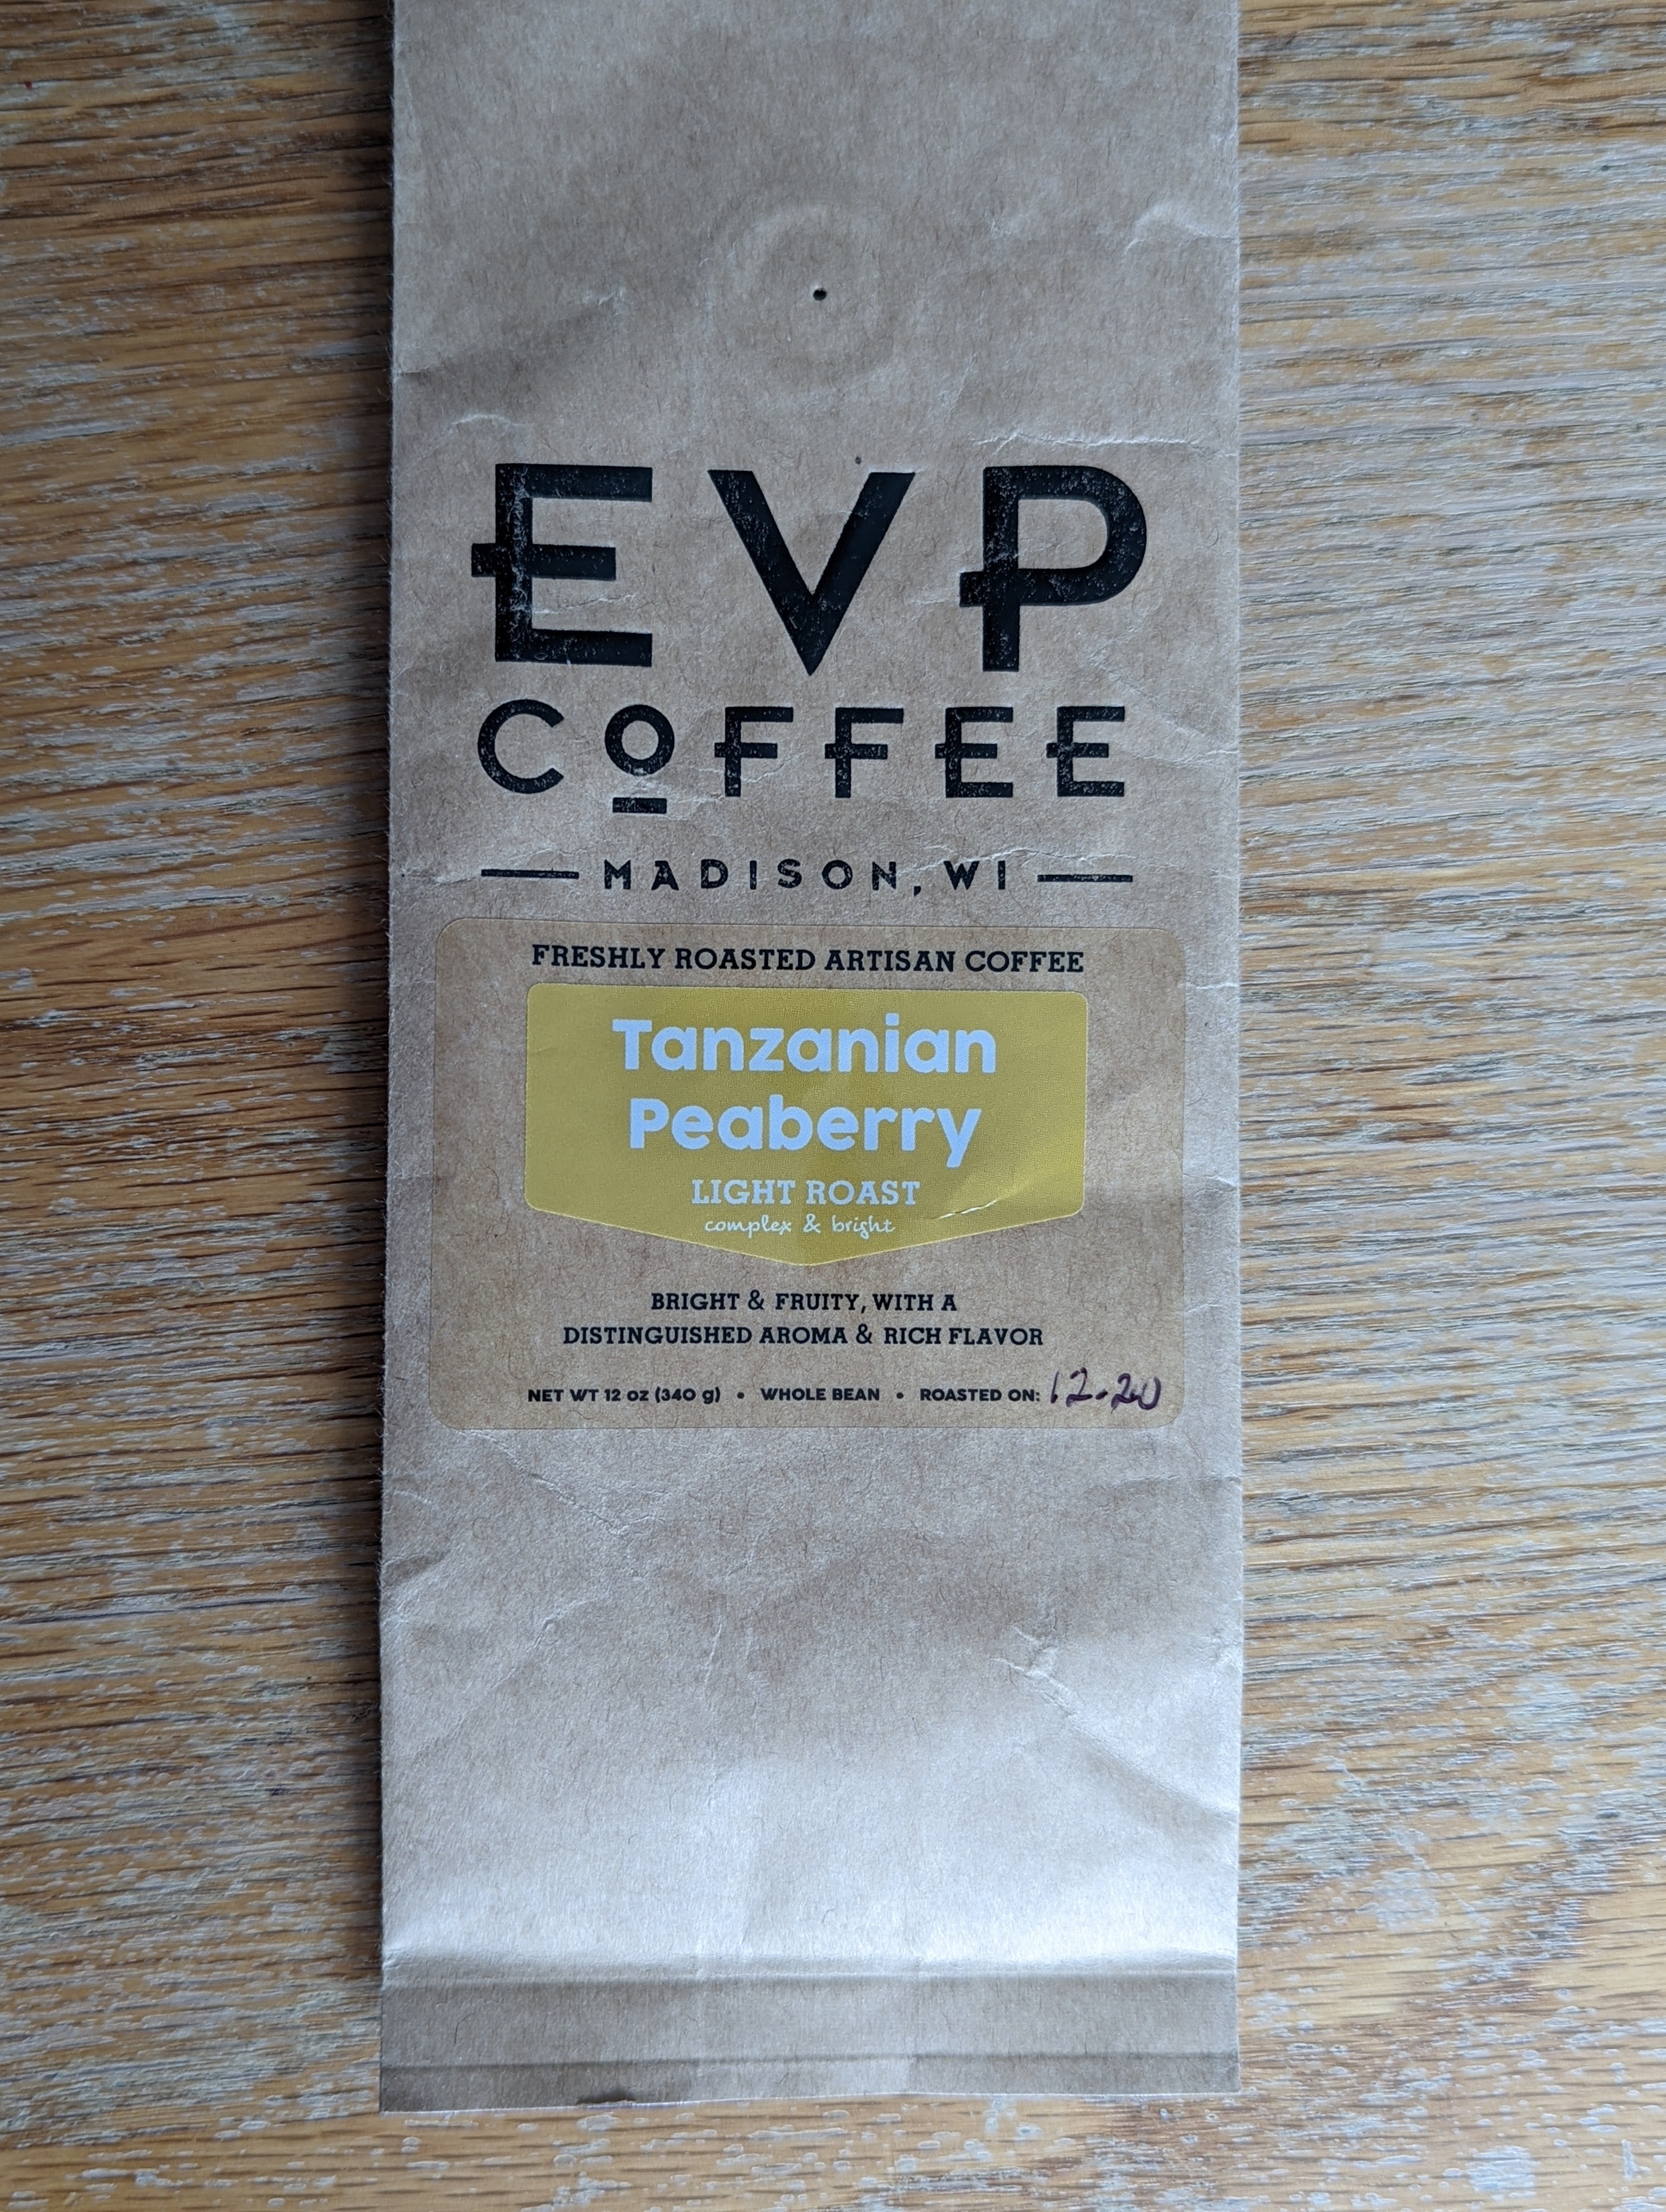 EVP
COFFEE
MADISON, WI
FRESHLY ROASTED ARTISAN COFFEE
Tanzanian
Peaberry
LIGHT ROAST
complex & bright
BRIGHT & FRUITY, WITH A
DISTINGUISHED AROMA & RICH FLAVOR
NET WT 12 oz (340 g) • WHOLE BEAN • ROASTED ON: 12-20